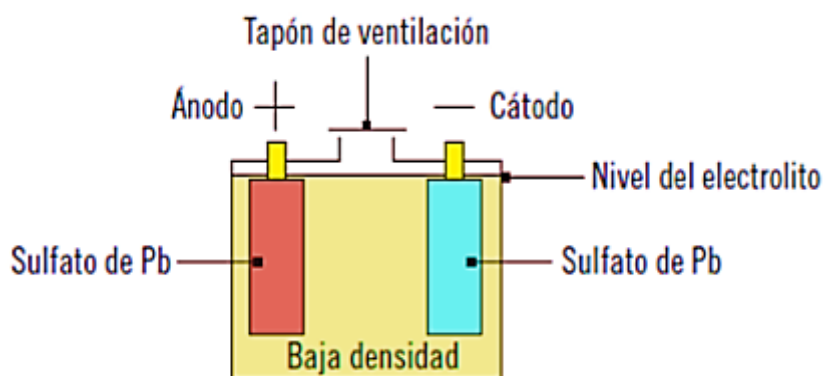 Tapón de ventilación
Ánodo + − Cátodo
Nivel del electrolito
Sulfato de Pb
Sulfato de Pb
Baja densidad